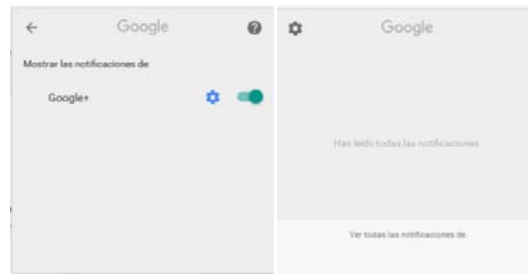 Google
Mostrar las notificaciones de:
Google+
Google
Has leído todas las notificaciones.
Ver todas las notificaciones de